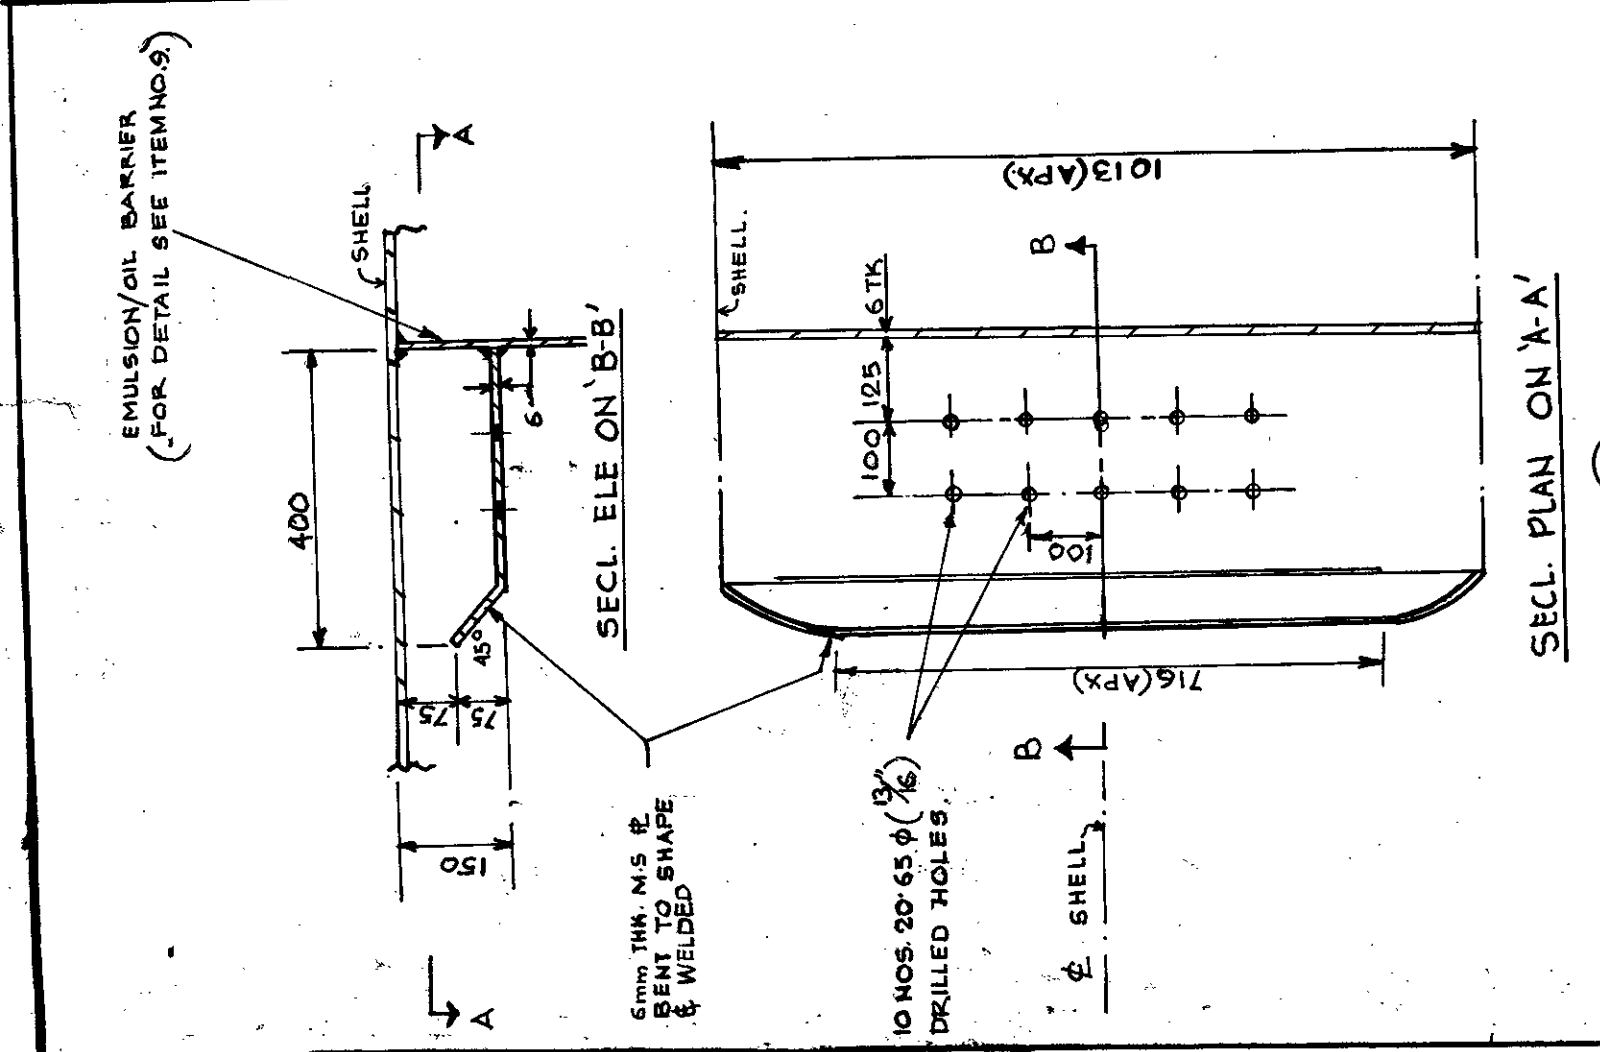 EMULSION/OIL BARRIER
(FOR DETAIL SEE ITEM NO.9.)
SHELL
A
400
6
45°
75
75
150
A
SECL. ELE ON 'B-B'
6mm THK. M.S ⅊
BENT TO SHAPE
& WELDED
1013 (APX.)
SHELL.
B
6 TK
125
100
100
716 (APX)
B
10 NOS. 20·65 φ (13/16")
DRILLED HOLES.
℄ SHELL
SECL. PLAN ON 'A-A'